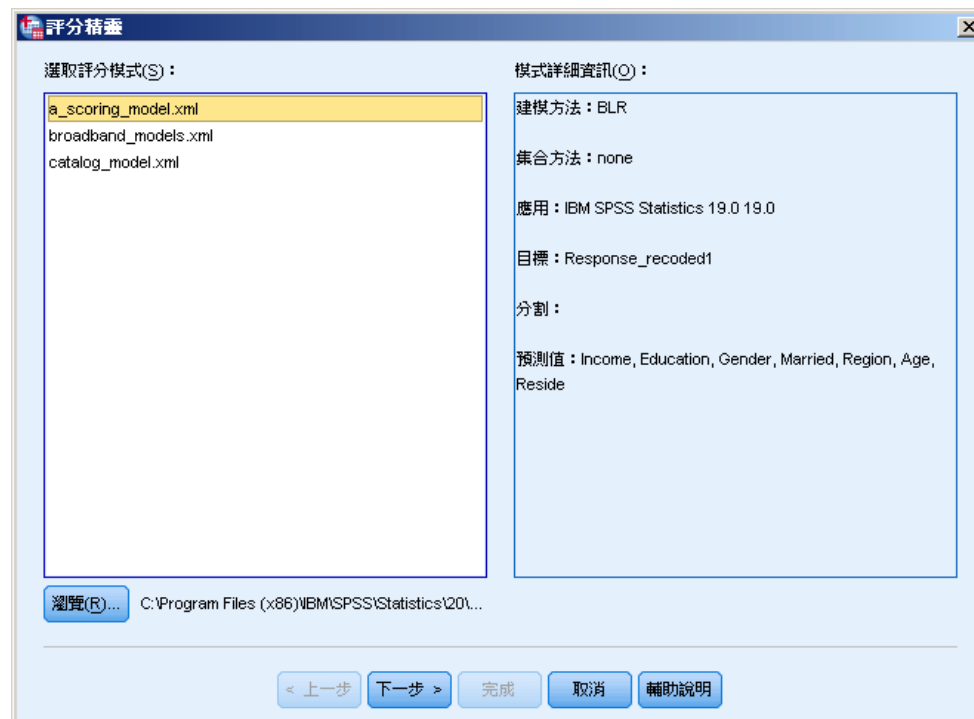 評分精靈
選取評分模式(S)：
a_scoring_model.xml
broadband_models.xml
catalog_model.xml
模式詳細資訊(O)：
建模方法：BLR
集合方法：none
應用：IBM SPSS Statistics 19.0 19.0
目標：Response_recoded1
分割：
預測值：Income, Education, Gender, Married, Region, Age,
Reside
瀏覽(R)... C:\Program Files (x86)\IBM\SPSS\Statistics\20\...
< 上一步 下一步 > 完成 取消 輔助說明